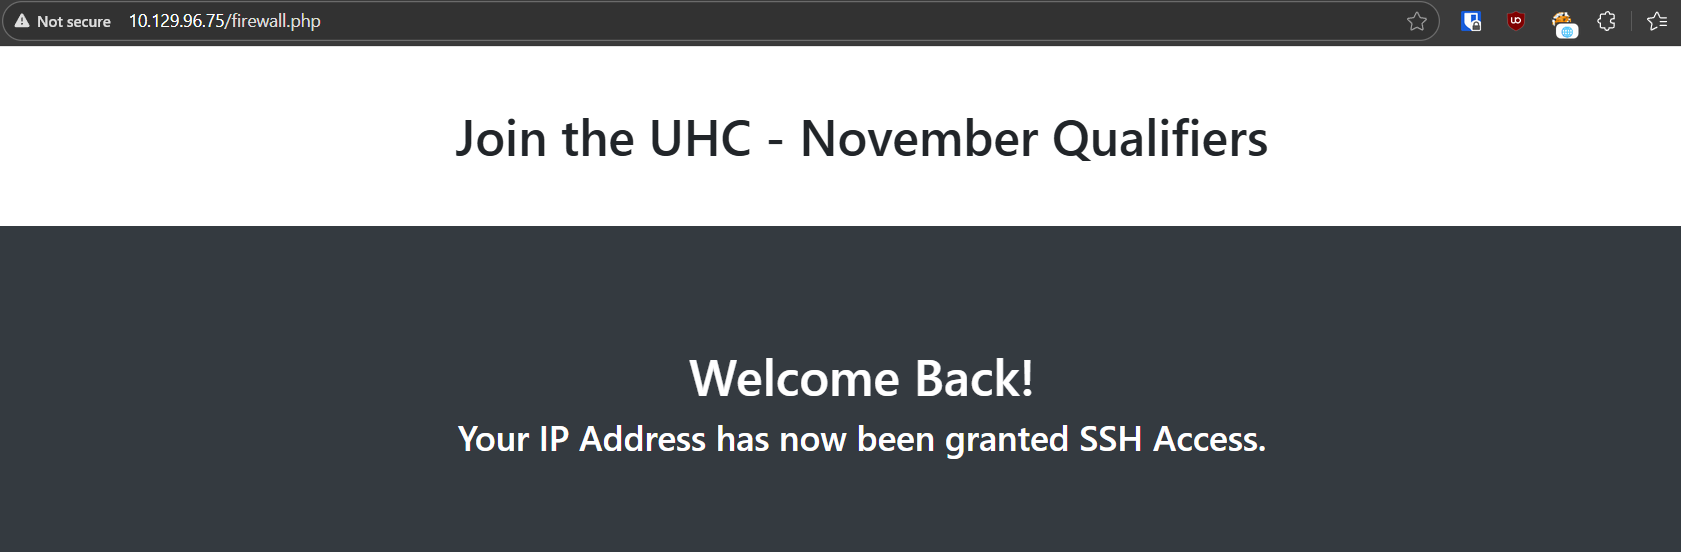 Not secure 10.129.96.75/firewall.php
Join the UHC - November Qualifiers
Welcome Back!
Your IP Address has now been granted SSH Access.